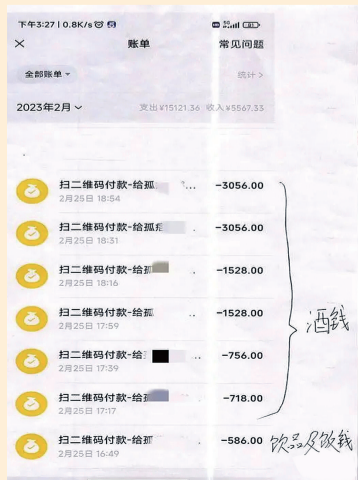 下午3:27 | 0.8K/s
账单
常见问题
全部账单
统计 >
2023年2月
支出 ¥15121.36 收入 ¥5567.33
扫二维码付款-给孤 ... -3056.00
2月25日 18:54
扫二维码付款-给孤 -3056.00
2月25日 18:31
扫二维码付款-给孤 -1528.00
2月25日 18:16
扫二维码付款-给孤 -1528.00
2月25日 17:59
酒钱
扫二维码付款-给 -756.00
2月25日 17:39
扫二维码付款-给孤 -718.00
2月25日 17:17
扫二维码付款-给孤 -586.00 饮品及饭钱
2月25日 16:49